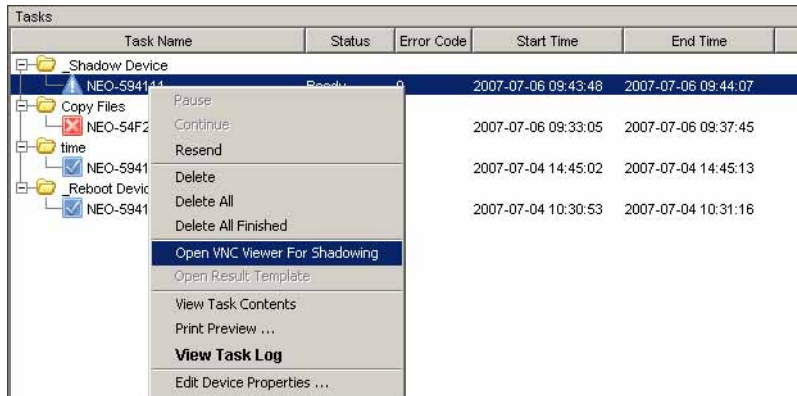 Tasks
Task Name Status Error Code Start Time End Time
_Shadow Device
NEO-594111 Ready 0 2007-07-06 09:43:48 2007-07-06 09:44:07
Pause
Copy Files
NEO-54F2 2007-07-06 09:33:05 2007-07-06 09:37:45
Continue
time
Resend
NEO-5941 2007-07-04 14:45:02 2007-07-04 14:45:13
Delete
_Reboot Devic
Delete All
NEO-5941 2007-07-04 10:30:53 2007-07-04 10:31:16
Delete All Finished
Open VNC Viewer For Shadowing
Open Result Template
View Task Contents
Print Preview ...
View Task Log
Edit Device Properties ...